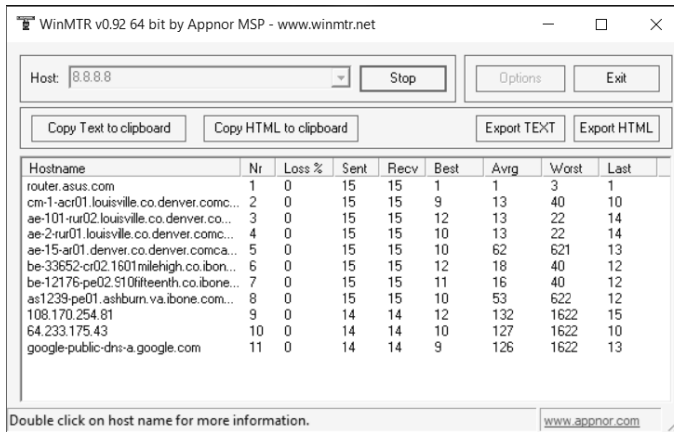 WinMTR v0.92 64 bit by Appnor MSP - www.winmtr.net
Host: 8.8.8.8 Stop Options Exit
Copy Text to clipboard Copy HTML to clipboard Export TEXT Export HTML
Hostname Nr Loss % Sent Recv Best Avrg Worst Last
router.asus.com 1 0 15 15 1 1 3 1
cm-1-acr01.louisville.co.denver.comc... 2 0 15 15 9 13 40 10
ae-101-rur02.louisville.co.denver.co... 3 0 15 15 12 13 22 14
ae-2-rur01.louisville.co.denver.comc... 4 0 15 15 10 13 22 14
ae-15-ar01.denver.co.denver.comca... 5 0 15 15 10 62 621 13
be-33652-cr02.1601milehigh.co.ibon... 6 0 15 15 12 18 40 12
be-12176-pe02.910fifteenth.co.ibone... 7 0 15 15 11 16 40 12
as1239-pe01.ashburn.va.ibone.com... 8 0 15 15 10 53 622 12
108.170.254.81 9 0 14 14 12 132 1622 15
64.233.175.43 10 0 14 14 10 127 1622 10
google-public-dns-a.google.com 11 0 14 14 9 126 1622 13
Double click on host name for more information. www.appnor.com